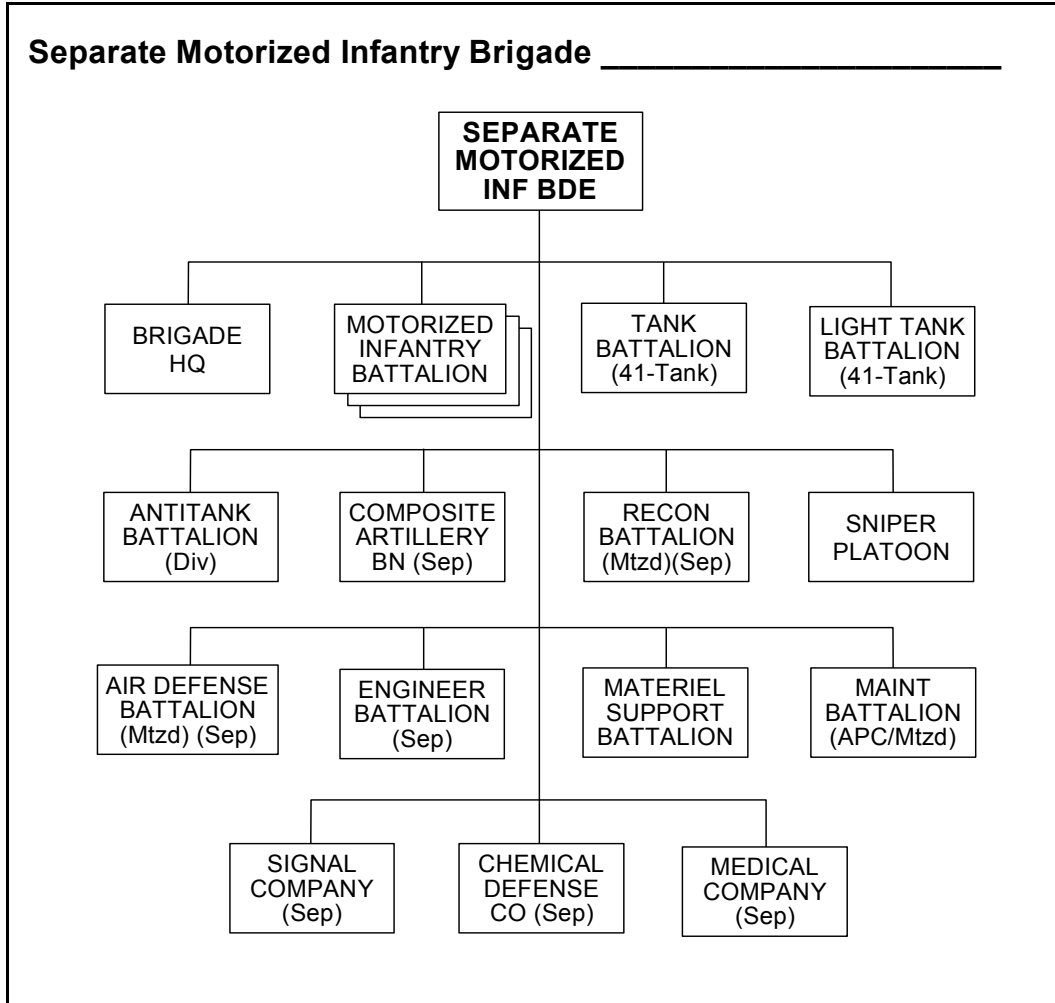 Separate Motorized Infantry Brigade ______________________
SEPARATE
MOTORIZED
INF BDE
BRIGADE
HQ
MOTORIZED
INFANTRY
BATTALION
TANK
BATTALION
(41-Tank)
LIGHT TANK
BATTALION
(41-Tank)
ANTITANK
BATTALION
(Div)
COMPOSITE
ARTILLERY
BN (Sep)
RECON
BATTALION
(Mtzd)(Sep)
SNIPER
PLATOON
AIR DEFENSE
BATTALION
(Mtzd) (Sep)
ENGINEER
BATTALION
(Sep)
MATERIEL
SUPPORT
BATTALION
MAINT
BATTALION
(APC/Mtzd)
SIGNAL
COMPANY
(Sep)
CHEMICAL
DEFENSE
CO (Sep)
MEDICAL
COMPANY
(Sep)